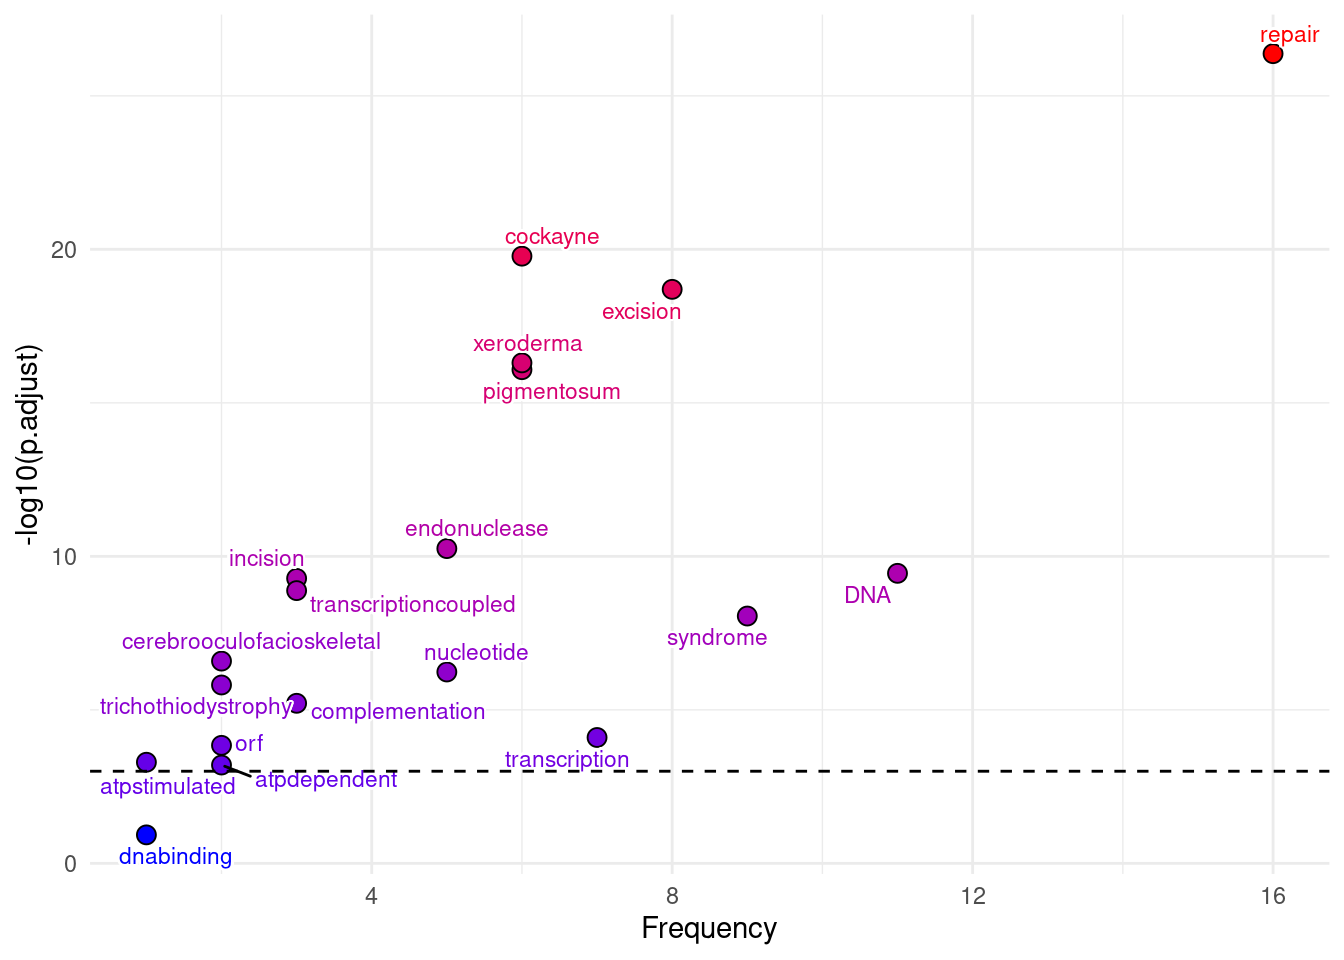 repair
cockayne
excision
xeroderma
pigmentosum
endonuclease
incision
transcriptioncoupled
DNA
syndrome
cerebrooculofacioskeletal
nucleotide
trichothiodystrophy
complementation
orf
transcription
atpdependent
atpstimulated
dnabinding
20
10
0
4
8
12
16
Frequency
-log10(p.adjust)